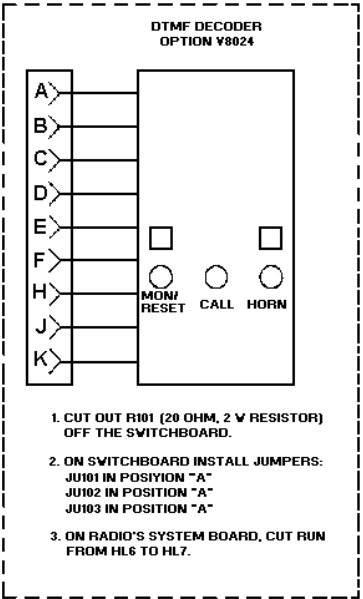 DTMF DECODER
OPTION V8024
A
B
C
D
E
F
H
J
K
MON/
RESET
CALL
HORN
1. CUT OUT R101 (20 OHM, 2 W RESISTOR)
OFF THE SWITCHBOARD.
2. ON SWITCHBOARD INSTALL JUMPERS:
JU101 IN POSIYION "A"
JU102 IN POSITION "A"
JU103 IN POSITION "A"
3. ON RADIO'S SYSTEM BOARD, CUT RUN
FROM HL6 TO HL7.